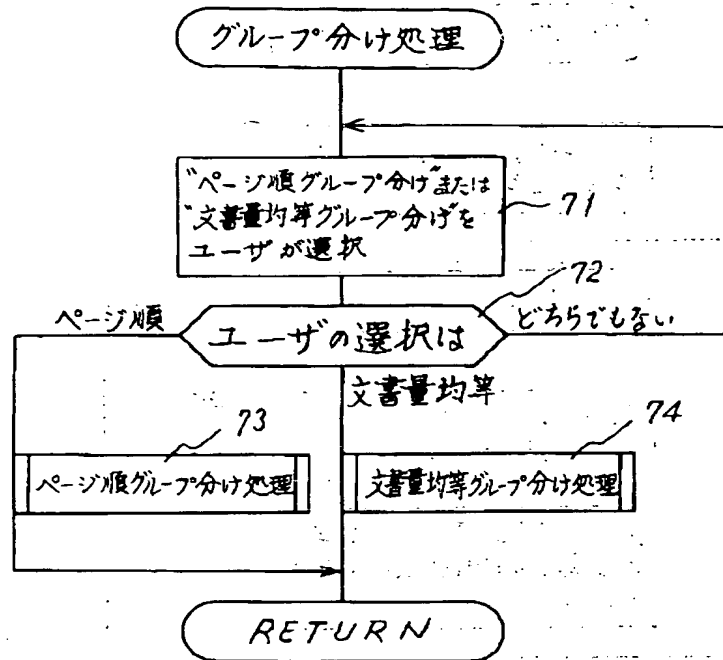 グループ分け処理
"ページ順グループ分け"または
"文書量均等グループ分け"を
ユーザが選択
71
72
ページ順
ユーザの選択は
どちらでもない
文書量均等
73
74
ページ順グループ分け処理
文書量均等グループ分け処理
RETURN